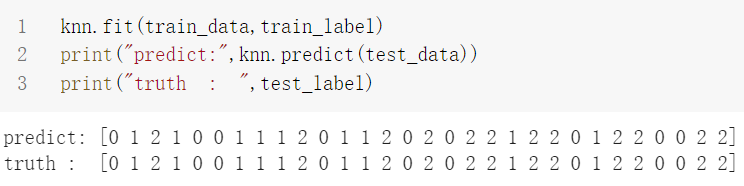 1 knn.fit(train_data,train_label)
2 print("predict:",knn.predict(test_data))
3 print("truth  :  ",test_label)
predict: [0 1 2 1 0 0 1 1 1 2 0 1 1 2 0 2 0 2 2 1 2 2 0 1 2 2 0 0 2 2]
truth :  [0 1 2 1 0 0 1 1 1 2 0 1 1 2 0 2 0 2 2 1 2 2 0 1 2 2 0 0 2 2]